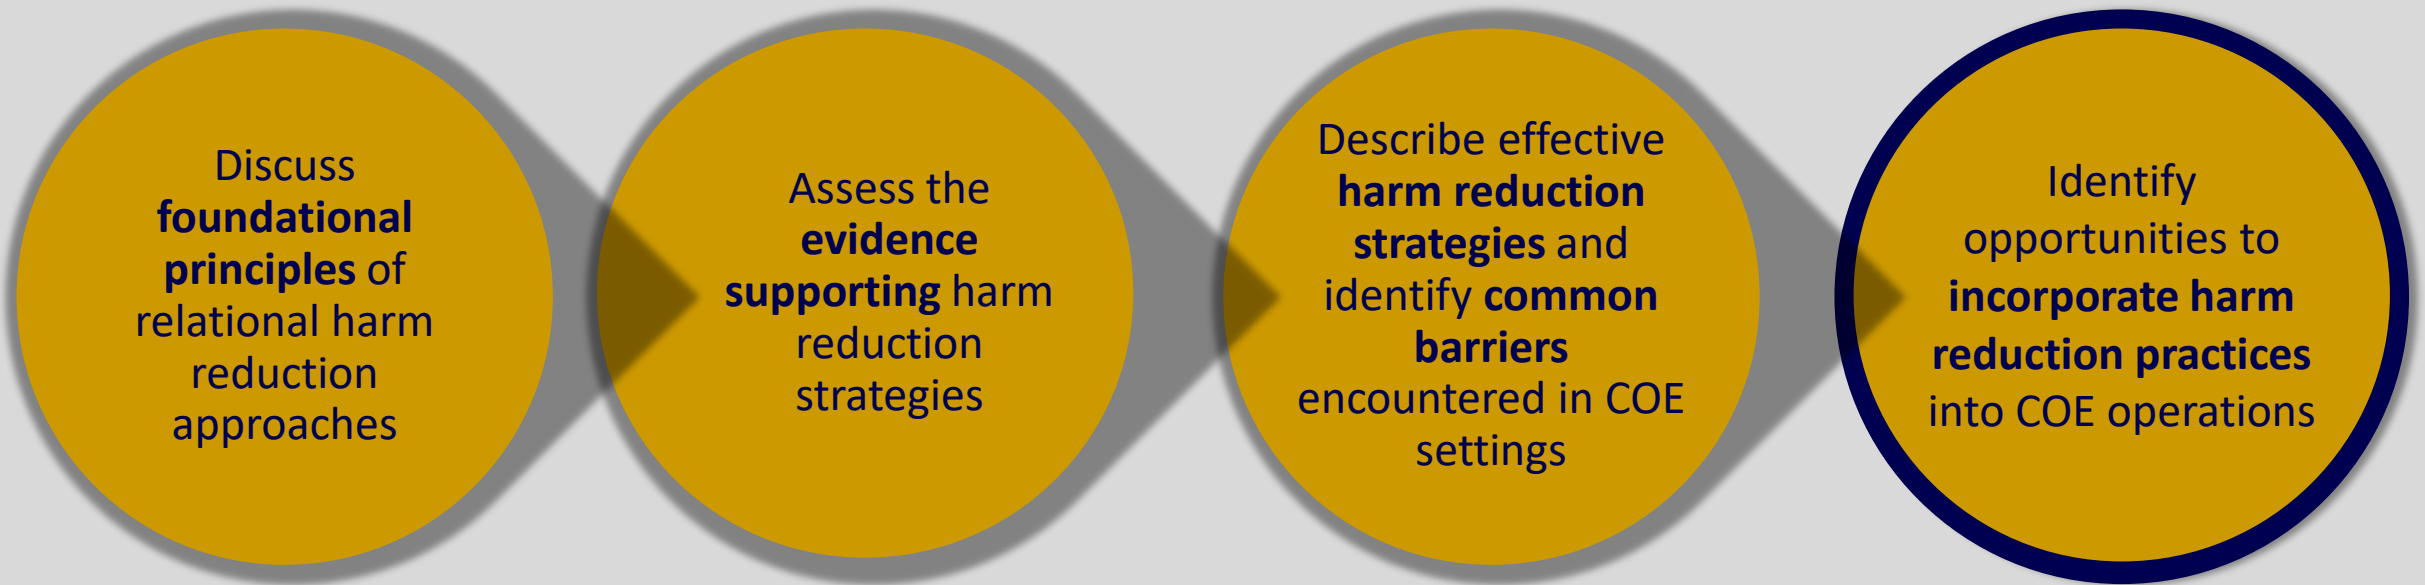 Discuss
foundational
principles of
relational harm
reduction
approaches
Assess the
evidence
supporting harm
reduction
strategies
Describe effective
harm reduction
strategies and
identify common
barriers
encountered in COE
settings
Identify
opportunities to
incorporate harm
reduction practices
into COE operations